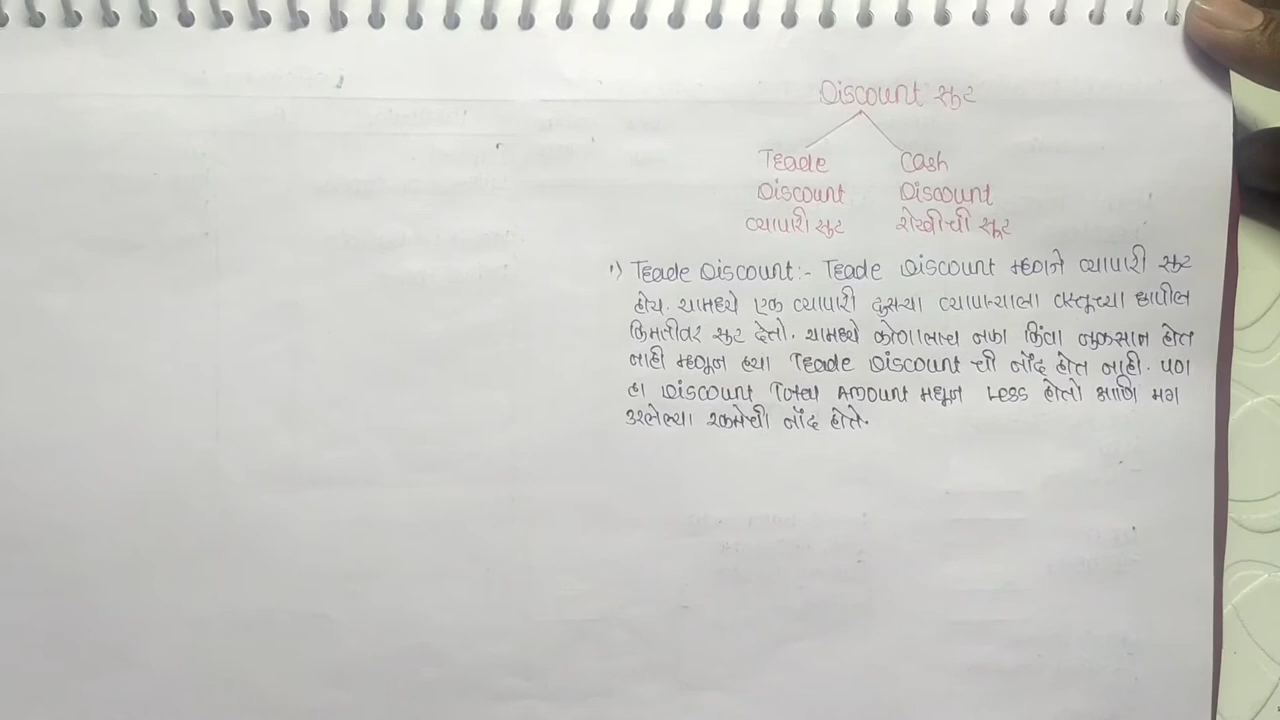 Discount सूट
Trade Cash
Discount Discount
व्यापारी सूट रोखीची सूट
1) Trade Discount:- Trade Discount म्हणजे व्यापारी सूट
होय. यामध्ये एक व्यापारी दुसऱ्या व्यापाऱ्याला वस्तूच्या छापील
किमतीवर सूट देतो. यामध्ये कोणालाच नफा किंवा नुकसान होत
नाही म्हणून ह्या Trade Discount ची नोंद होत नाही. पण
हा Discount Total Amount मधून Less होतो आणि मग
उरलेल्या रकमेची नोंद होते.